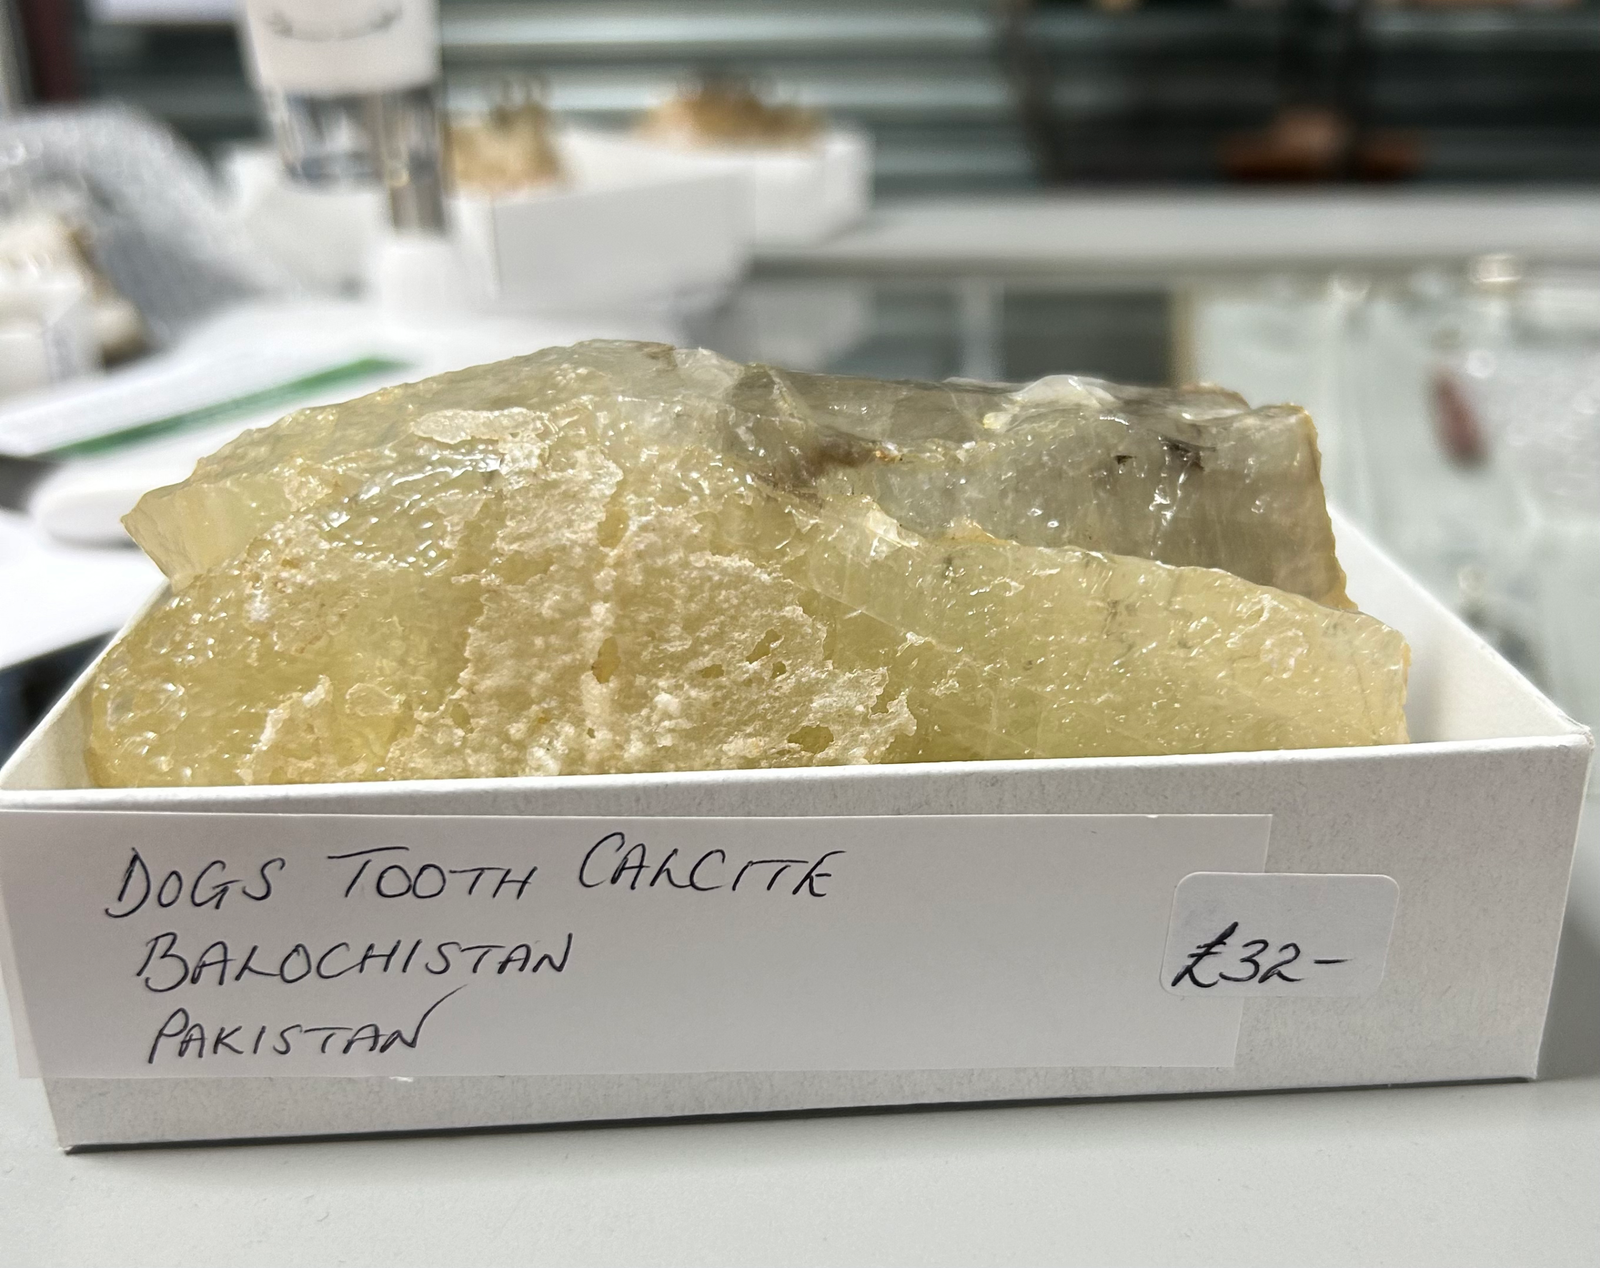 DOGS TOOTH CALCITE
BALOCHISTAN
PAKISTAN
£32-